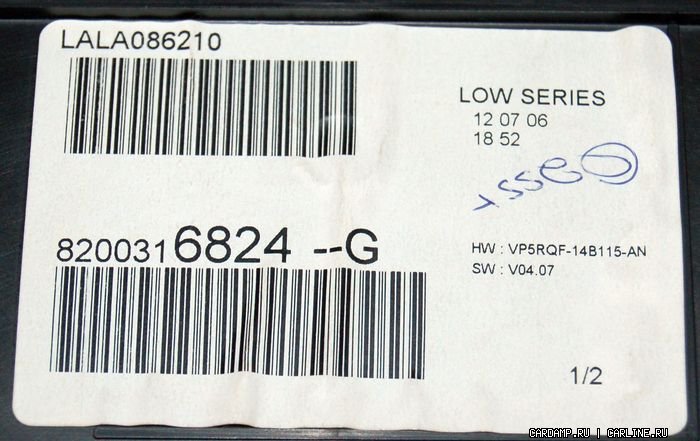 LALA086210
LOW SERIES
12 07 06
18 52
8200316824 --G
HW : VP5RQF-14B115-AN
SW : V04.07
1/2
CARDAMP.RU | CARLINE.RU